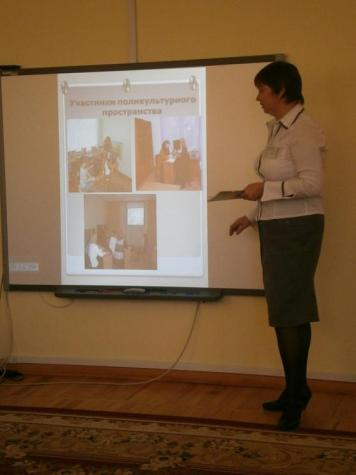 Участники поликультурного
пространства